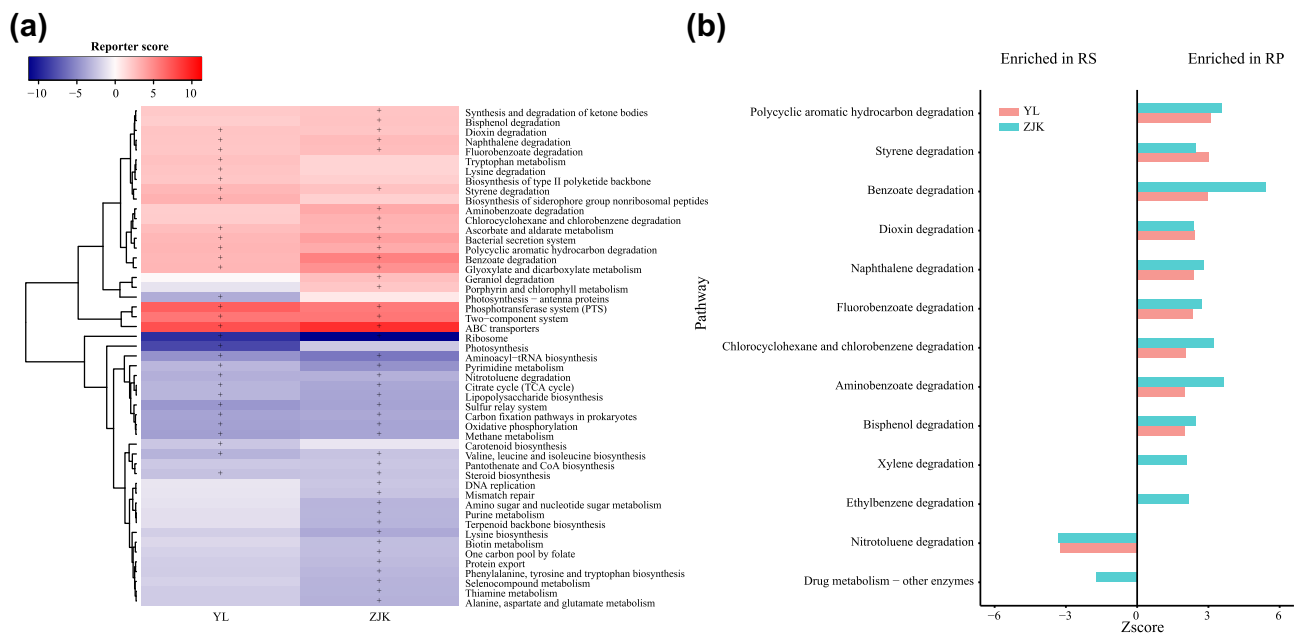 (a)
Reporter score
−10 −5 0 5 10
Synthesis and degradation of ketone bodies
Bisphenol degradation
Dioxin degradation
Naphthalene degradation
Fluorobenzoate degradation
Tryptophan metabolism
Lysine degradation
Biosynthesis of type II polyketide backbone
Styrene degradation
Biosynthesis of siderophore group nonribosomal peptides
Aminobenzoate degradation
Chlorocyclohexane and chlorobenzene degradation
Ascorbate and aldarate metabolism
Bacterial secretion system
Polycyclic aromatic hydrocarbon degradation
Benzoate degradation
Glyoxylate and dicarboxylate metabolism
Geraniol degradation
Porphyrin and chlorophyll metabolism
Photosynthesis − antenna proteins
Phosphotransferase system (PTS)
Two−component system
ABC transporters
Ribosome
Photosynthesis
Aminoacyl−tRNA biosynthesis
Pyrimidine metabolism
Nitrotoluene degradation
Citrate cycle (TCA cycle)
Lipopolysaccharide biosynthesis
Sulfur relay system
Carbon fixation pathways in prokaryotes
Oxidative phosphorylation
Methane metabolism
Carotenoid biosynthesis
Valine, leucine and isoleucine biosynthesis
Pantothenate and CoA biosynthesis
Steroid biosynthesis
DNA replication
Mismatch repair
Amino sugar and nucleotide sugar metabolism
Purine metabolism
Terpenoid backbone biosynthesis
Lysine biosynthesis
Biotin metabolism
One carbon pool by folate
Protein export
Phenylalanine, tyrosine and tryptophan biosynthesis
Selenocompound metabolism
Thiamine metabolism
Alanine, aspartate and glutamate metabolism
YL ZJK
(b)
Enriched in RS Enriched in RP
YL
ZJK
Pathway
Polycyclic aromatic hydrocarbon degradation
Styrene degradation
Benzoate degradation
Dioxin degradation
Naphthalene degradation
Fluorobenzoate degradation
Chlorocyclohexane and chlorobenzene degradation
Aminobenzoate degradation
Bisphenol degradation
Xylene degradation
Ethylbenzene degradation
Nitrotoluene degradation
Drug metabolism − other enzymes
−6 −3 0 3 6
Zscore